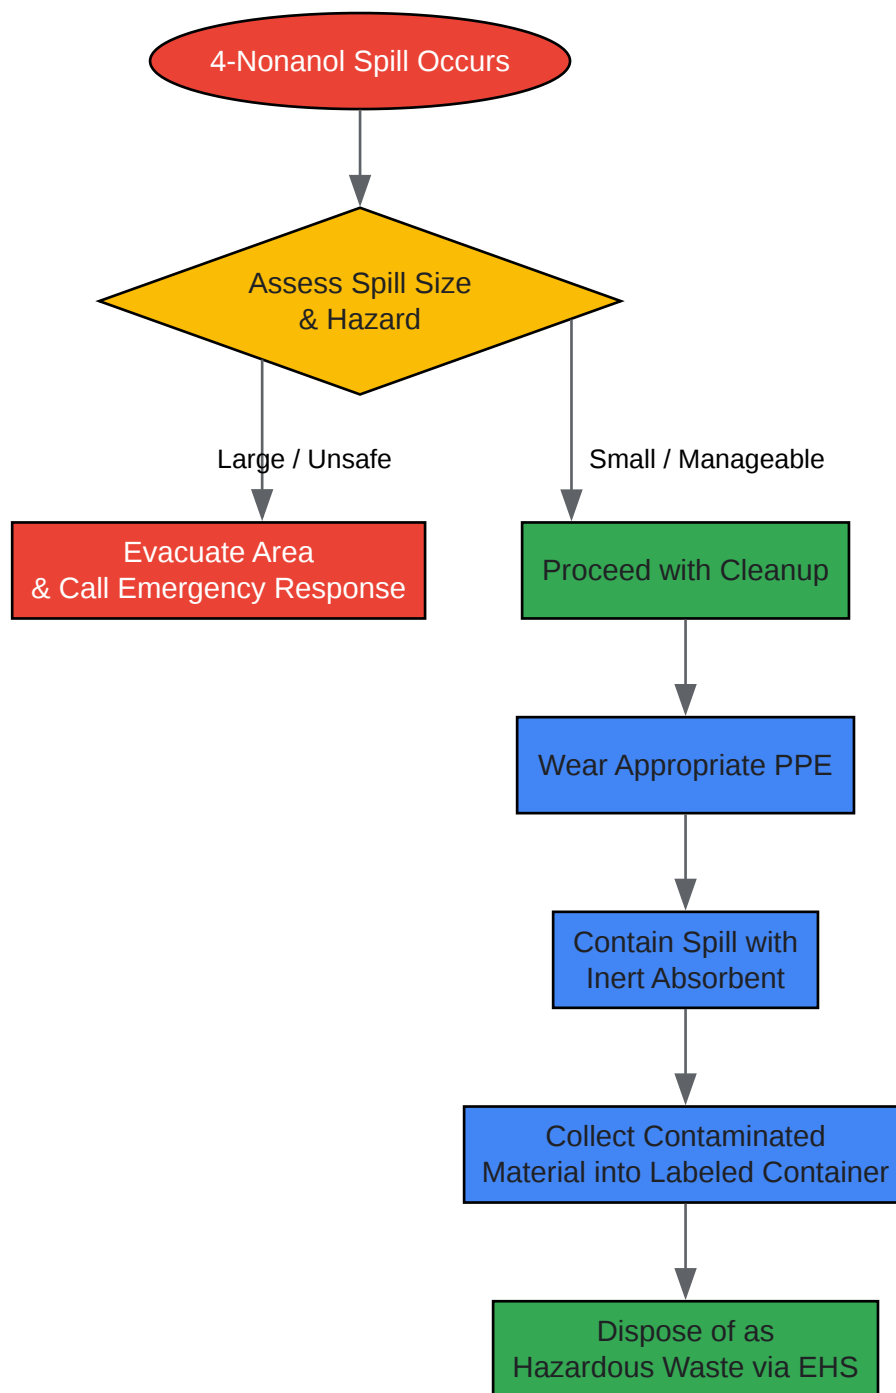 4-Nonanol Spill Occurs
Assess Spill Size
& Hazard
Large / Unsafe
Small / Manageable
Evacuate Area
& Call Emergency Response
Proceed with Cleanup
Wear Appropriate PPE
Contain Spill with
Inert Absorbent
Collect Contaminated
Material into Labeled Container
Dispose of as
Hazardous Waste via EHS